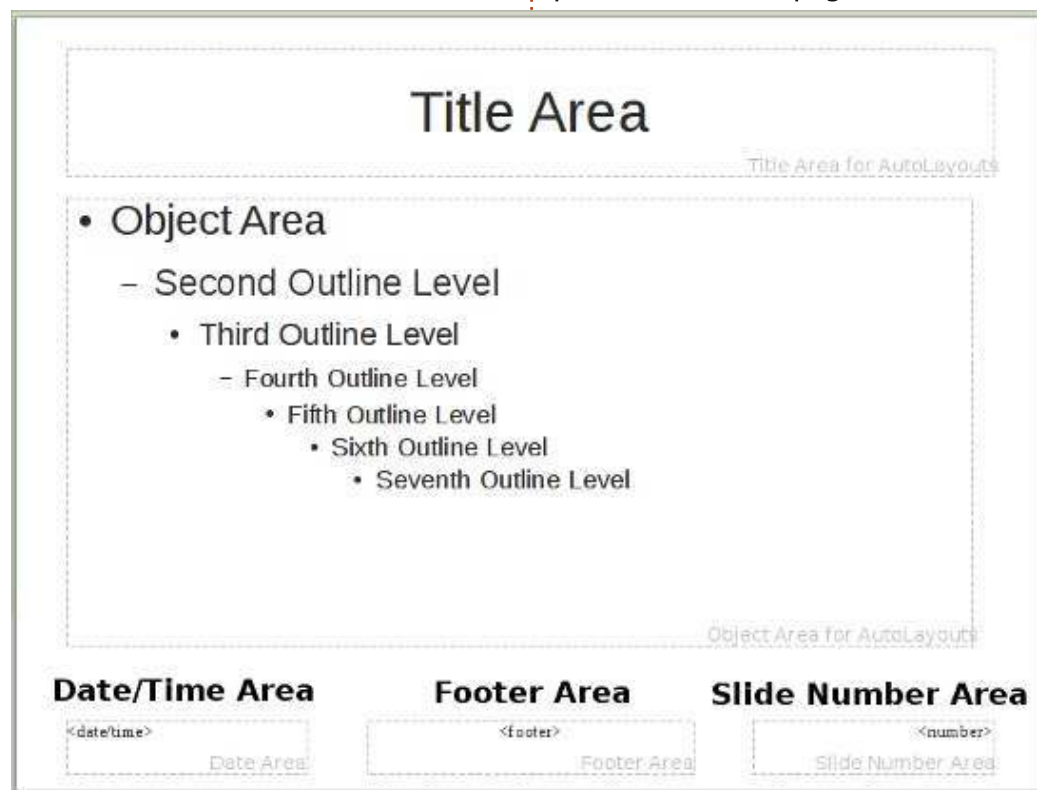 Title Area
Title Area for AutoLayouts
• Object Area
– Second Outline Level
• Third Outline Level
– Fourth Outline Level
• Fifth Outline Level
• Sixth Outline Level
• Seventh Outline Level
Object Area for AutoLayouts
Date/Time Area Footer Area Slide Number Area
<date/time> <footer> <number>
Date Area Footer Area Slide Number Area